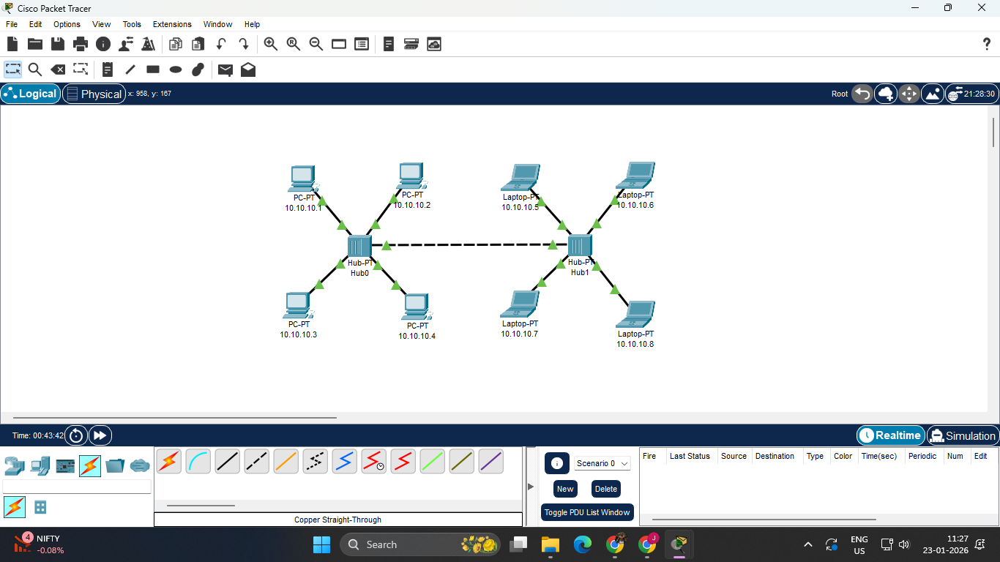 Cisco Packet Tracer
File Edit Options View Tools Extensions Window Help
Logical Physical x: 958, y: 167 Root 21:28:30
PC-PT
10.10.10.1
PC-PT
10.10.10.2
Laptop-PT
10.10.10.5
Laptop-PT
10.10.10.6
Hub-PT
Hub0
Hub-PT
Hub1
PC-PT
10.10.10.3
PC-PT
10.10.10.4
Laptop-PT
10.10.10.7
Laptop-PT
10.10.10.8
Time: 00:43:42 Realtime Simulation
Scenario 0
New Delete
Toggle PDU List Window
Fire Last Status Source Destination Type Color Time(sec) Periodic Num Edit
Copper Straight-Through
4
NIFTY
-0.08%
Search
J
ENG
US
11:27
23-01-2026